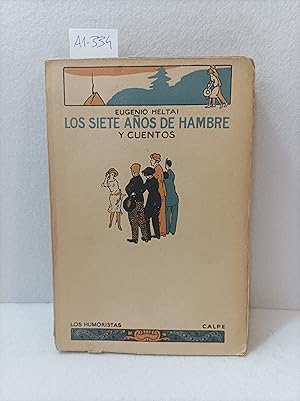 A1-334
EUGENIO HELTAI
LOS SIETE AÑOS DE HAMBRE
Y CUENTOS
LOS HUMORISTAS CALPE